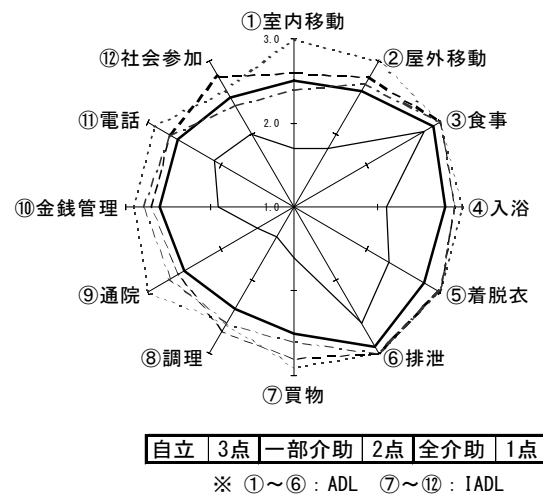 ①室内移動
3.0
⑫社会参加
②屋外移動
⑪電話
③食事
2.0
⑩金銭管理
1.0
④入浴
⑨通院
⑤着脱衣
⑧調理
⑥排泄
⑦買物
自立 3点 一部介助 2点 全介助 1点
※ ①～⑥：ADL ⑦～⑫：IADL